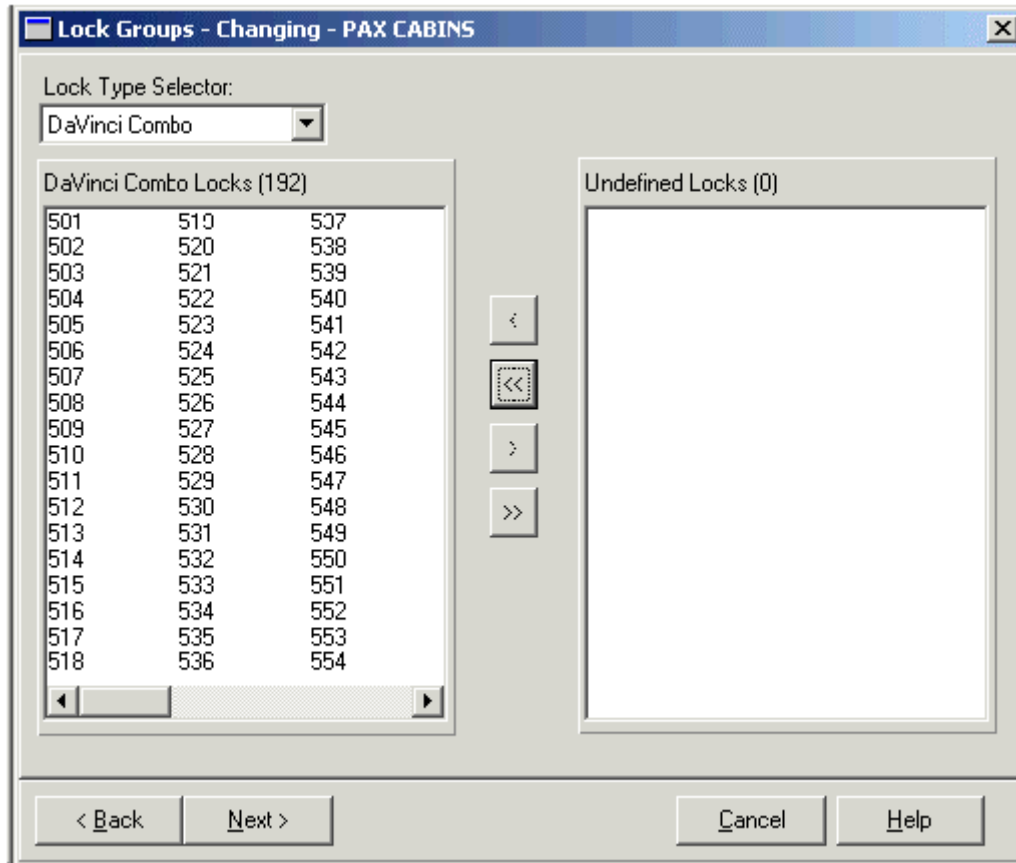 Lock Groups - Changing - PAX CABINS
Lock Type Selector:
DaVinci Combo
DaVinci Combo Locks (192)
501 519 537
502 520 538
503 521 539
504 522 540
505 523 541
506 524 542
507 525 543
508 526 544
509 527 545
510 528 546
511 529 547
512 530 548
513 531 549
514 532 550
515 533 551
516 534 552
517 535 553
518 536 554
<
<<
>
>>
Undefined Locks (0)
< Back Next > Cancel Help